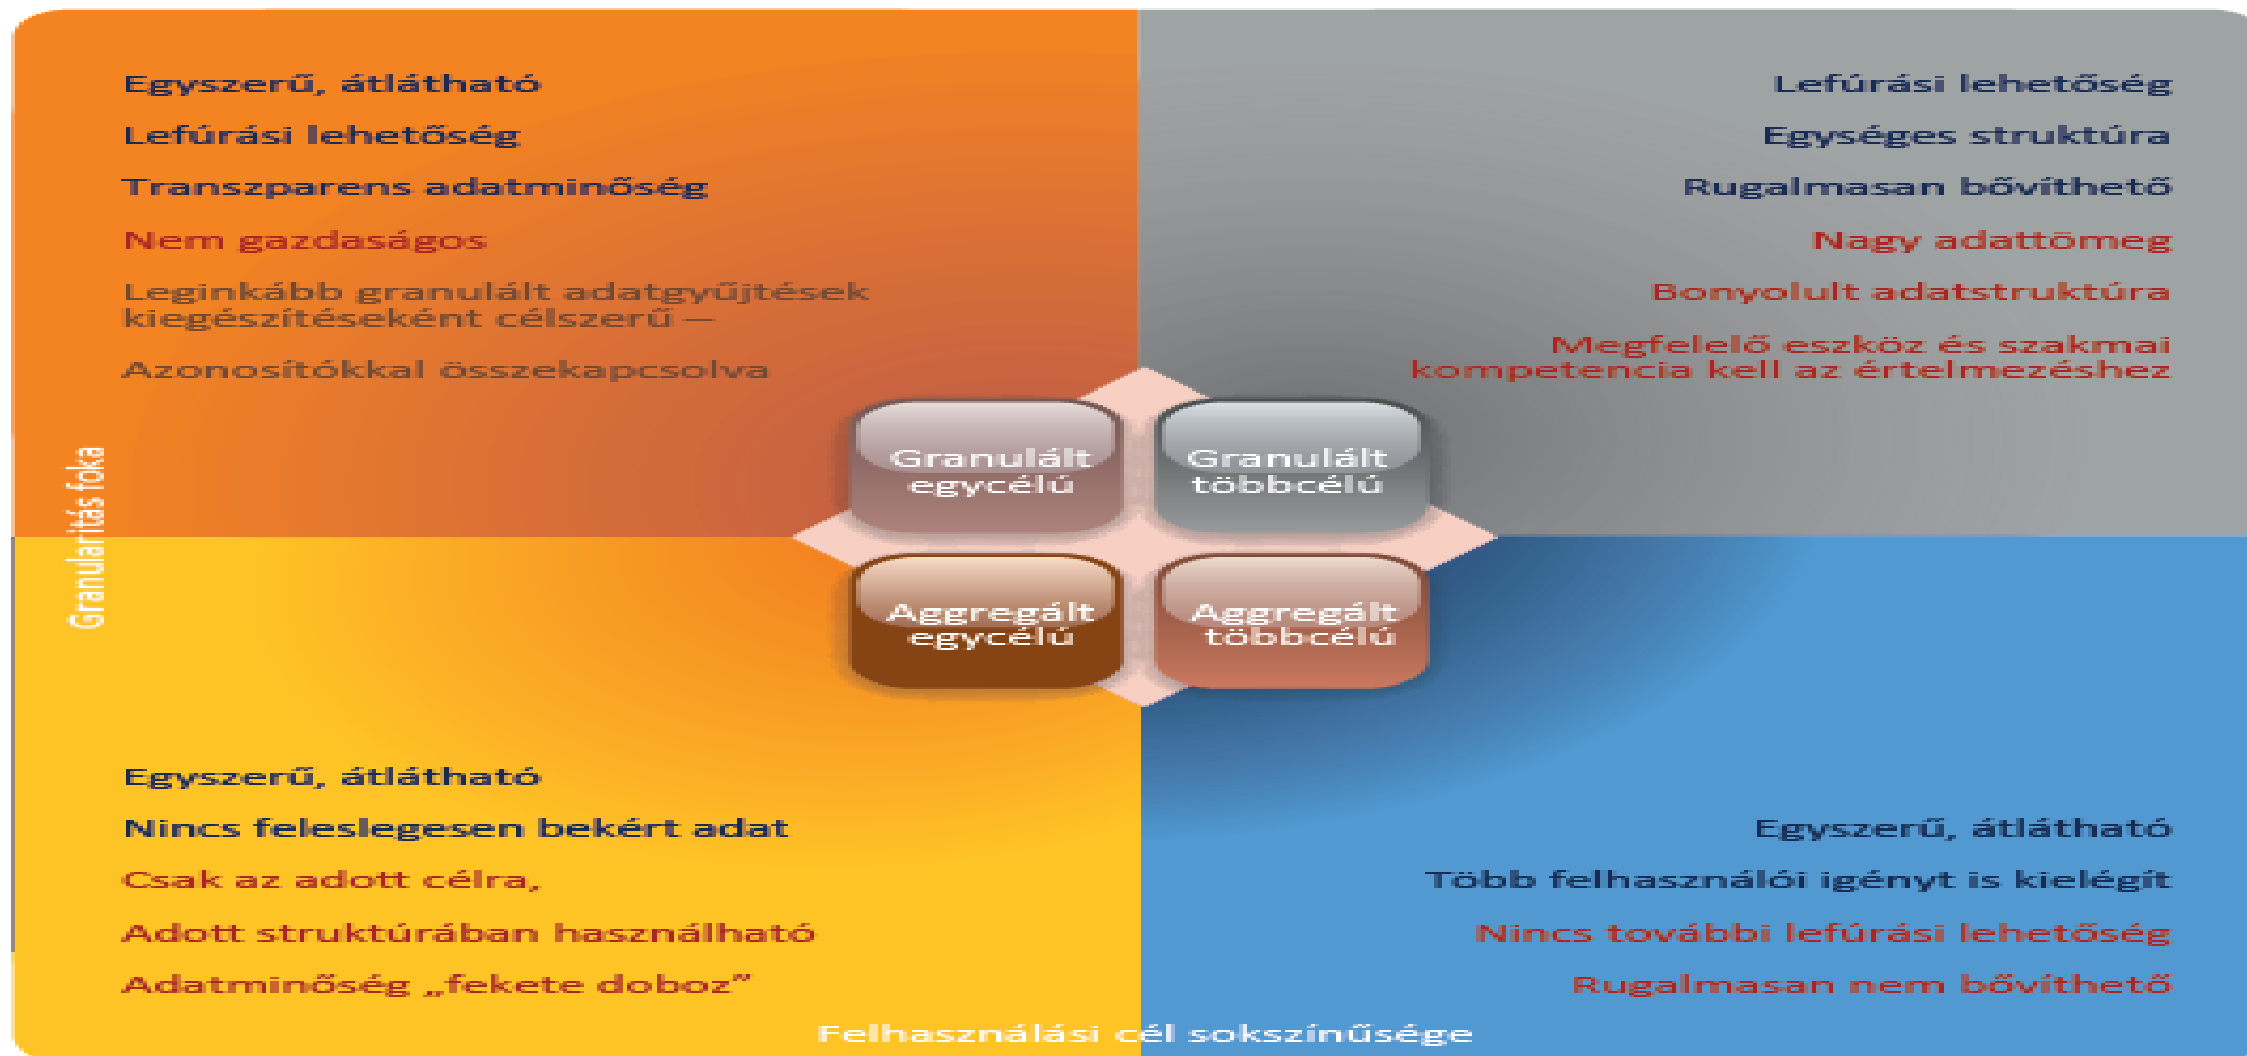 Egyszerű, átlátható
Lefúrási lehetőség
Transzparens adatminőség
Nem gazdaságos
Leginkább granulált adatgyűjtések
kiegészítéseként célszerű —
Azonosítókkal összekapcsolva
Lefúrási lehetőség
Egységes struktúra
Rugalmasan bővíthető
Nagy adattömeg
Bonyolult adatstruktúra
Megfelelő eszköz és szakmai
kompetencia kell az értelmezéshez
Granularitás foka
Granulált
egycélú
Granulált
többcélú
Aggregált
egycélú
Aggregált
többcélú
Egyszerű, átlátható
Nincs feleslegesen bekért adat
Csak az adott célra,
Adott struktúrában használható
Adatminőség „fekete doboz”
Egyszerű, átlátható
Több felhasználói igényt is kielégít
Nincs további lefúrási lehetőség
Rugalmasan nem bővíthető
Felhasználási cél sokszínűsége